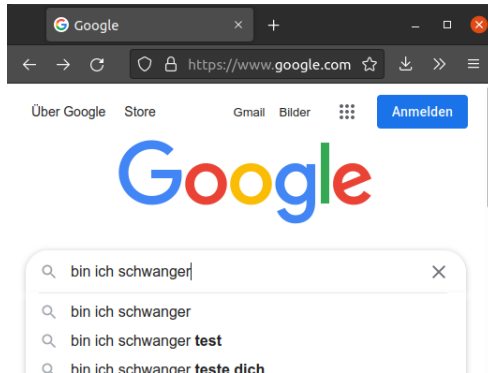 Google
https://www.google.com
Über Google Store Gmail Bilder Anmelden
Google
bin ich schwanger
bin ich schwanger
bin ich schwanger test
bin ich schwanger teste dich